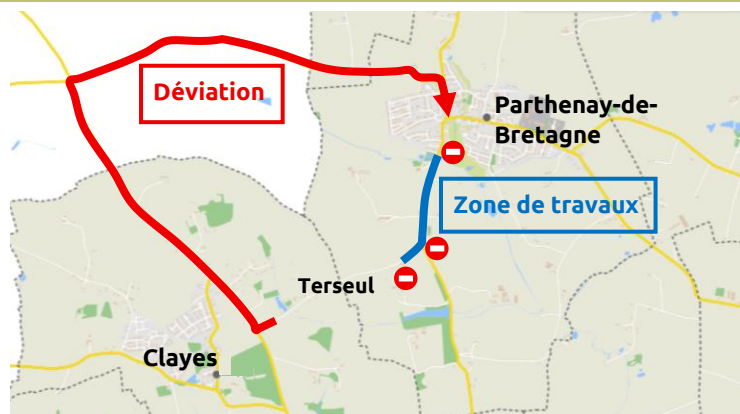 Déviation
Parthenay-de-
Bretagne
Zone de travaux
Terseul
Clayes